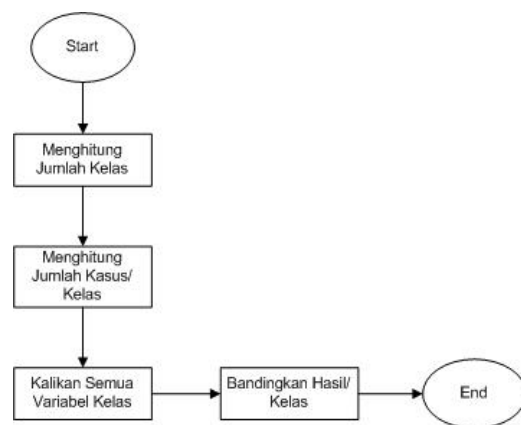 Start
Menghitung
Jumlah Kelas
Menghitung
Jumlah Kasus/
Kelas
Kalikan Semua
Variabel Kelas
Bandingkan Hasil/
Kelas
End